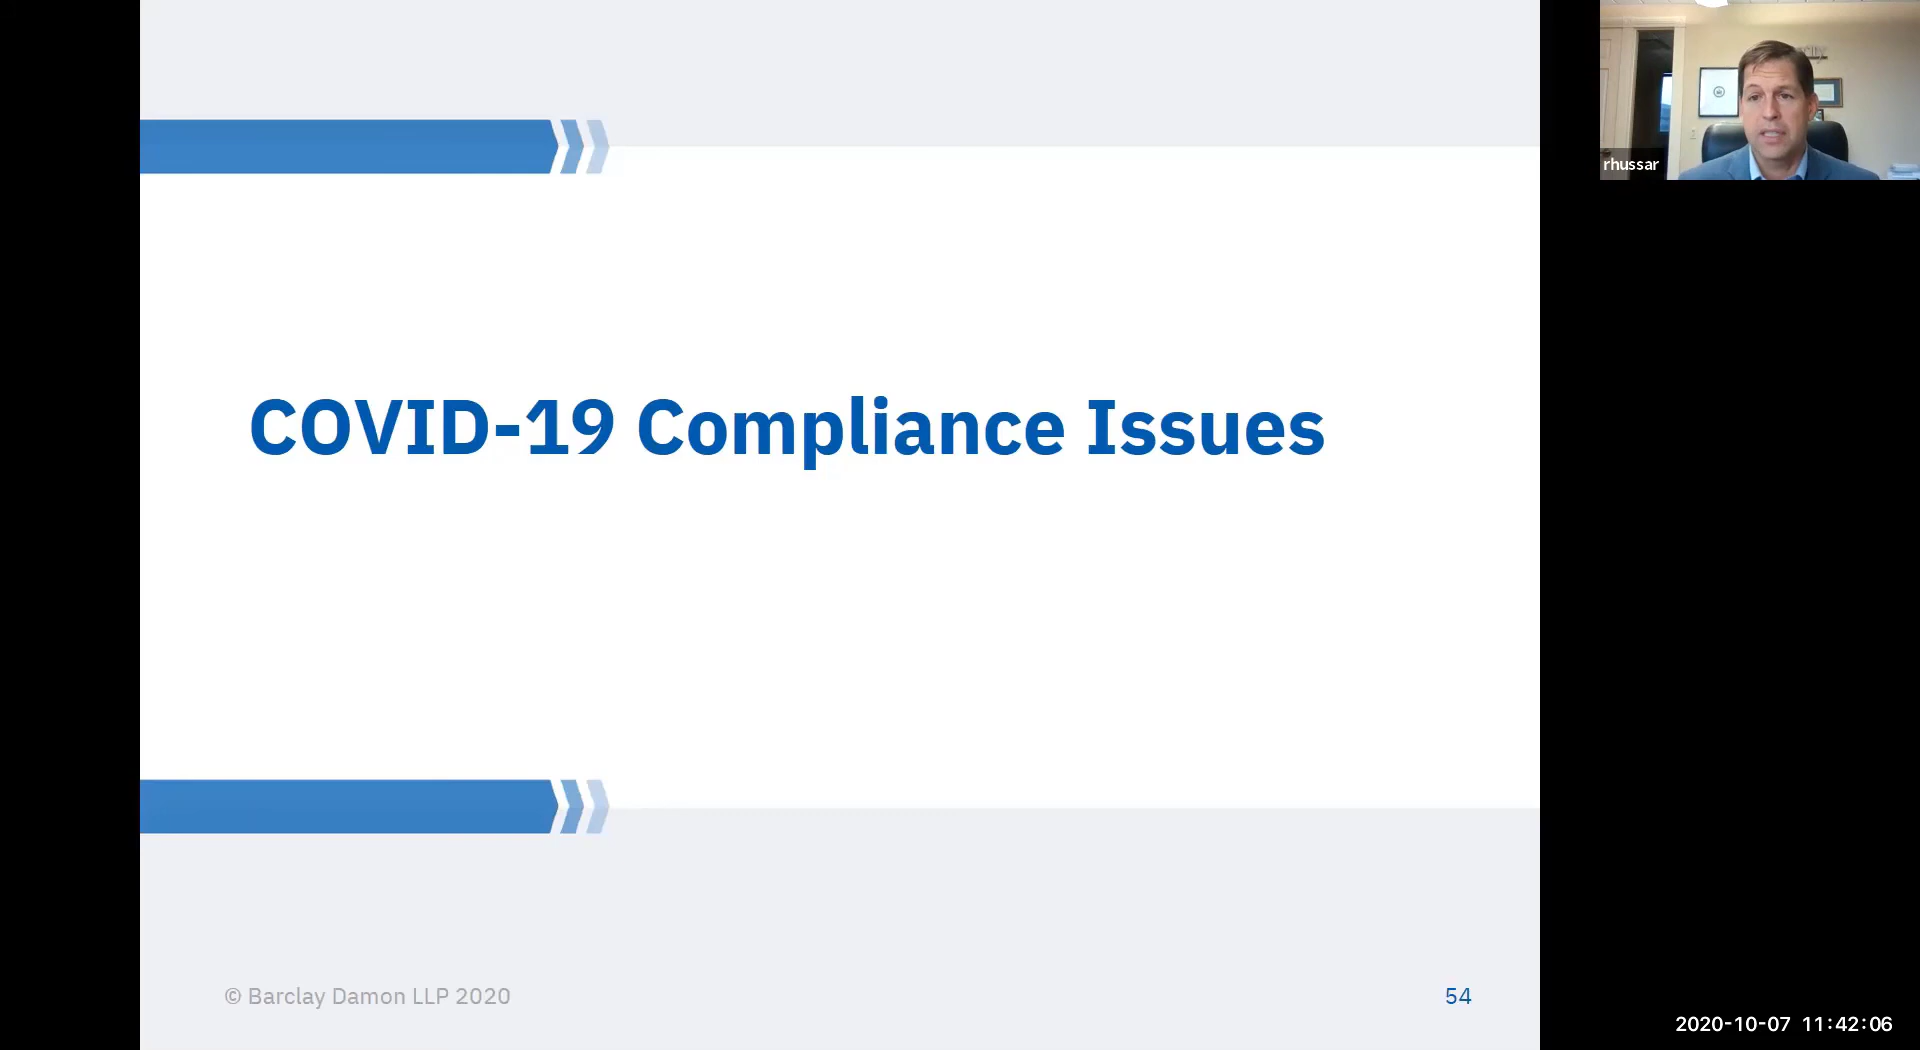 COVID-19 Compliance Issues
© Barclay Damon LLP 2020
54
rhussar
2020-10-07 11:42:06